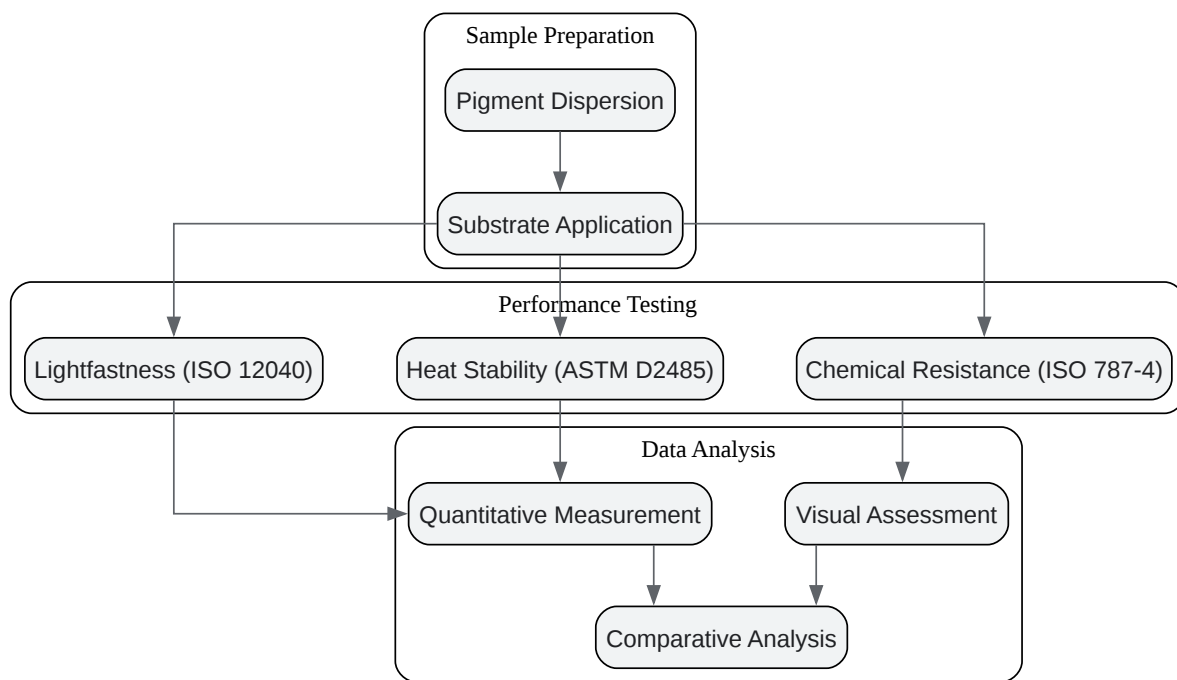 Sample Preparation
Pigment Dispersion
Substrate Application
Performance Testing
Lightfastness (ISO 12040)
Heat Stability (ASTM D2485)
Chemical Resistance (ISO 787-4)
Data Analysis
Quantitative Measurement
Visual Assessment
Comparative Analysis